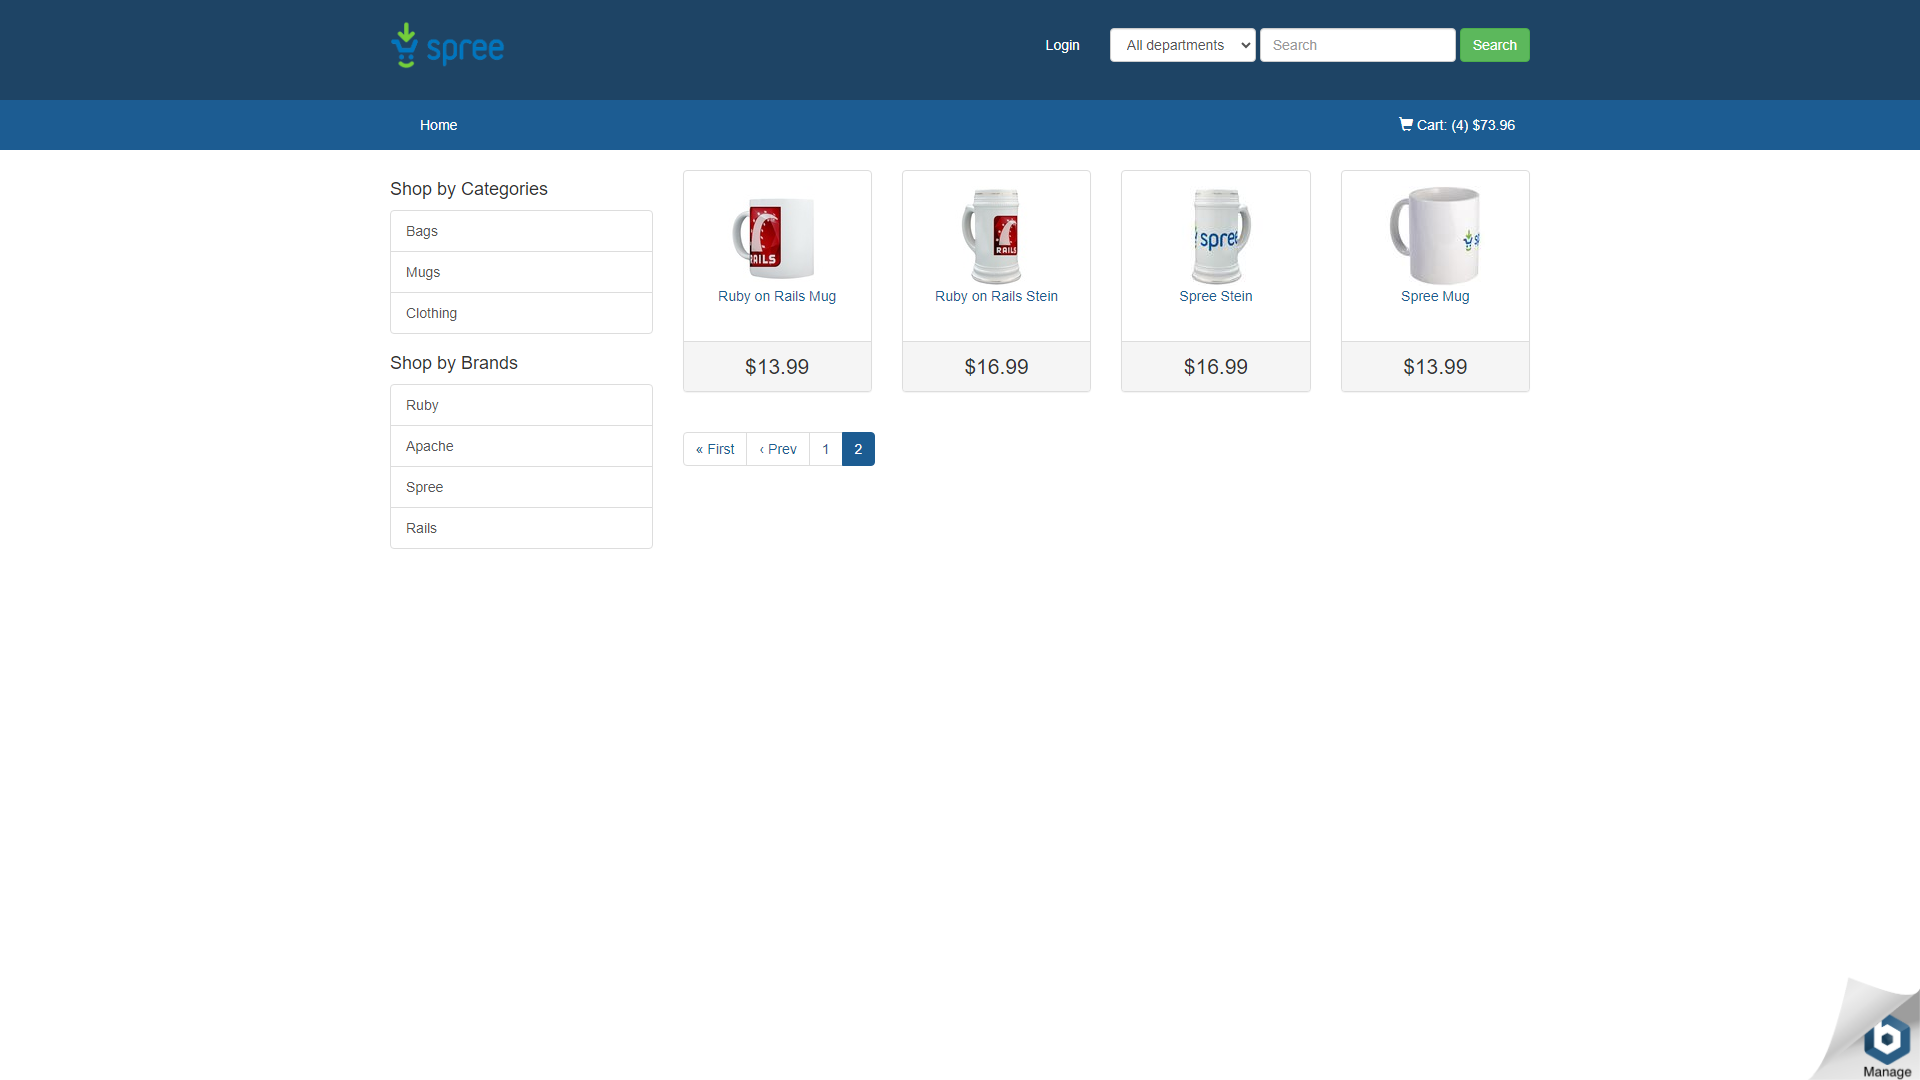 spree
Login
All departments
Search
Search
Home
Cart: (4) $73.96
Shop by Categories
Bags
Mugs
Clothing
Shop by Brands
Ruby
Apache
Spree
Rails
RAILS
Ruby on Rails Mug
$13.99
RAILS
Ruby on Rails Stein
$16.99
spree
Spree Stein
$16.99
Spree Mug
$13.99
« First
‹ Prev
1
2
b
Manage